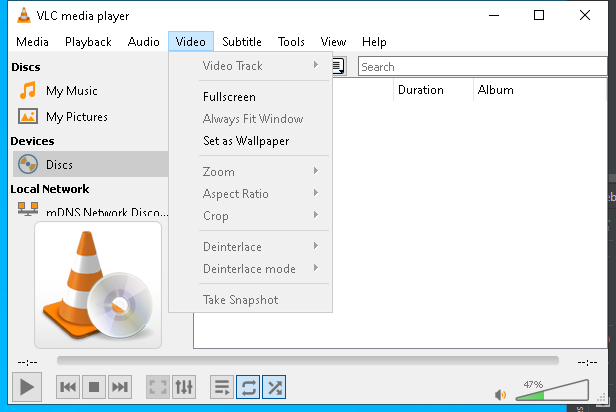 VLC media player
Media Playback Audio Video Subtitle Tools View Help
Discs
My Music
My Pictures
Devices
Discs
Local Network
mDNS Network Disco...
Video Track
Fullscreen
Always Fit Window
Set as Wallpaper
Zoom
Aspect Ratio
Crop
Deinterlace
Deinterlace mode
Take Snapshot
Search
Duration Album
--:-- --:--
47%